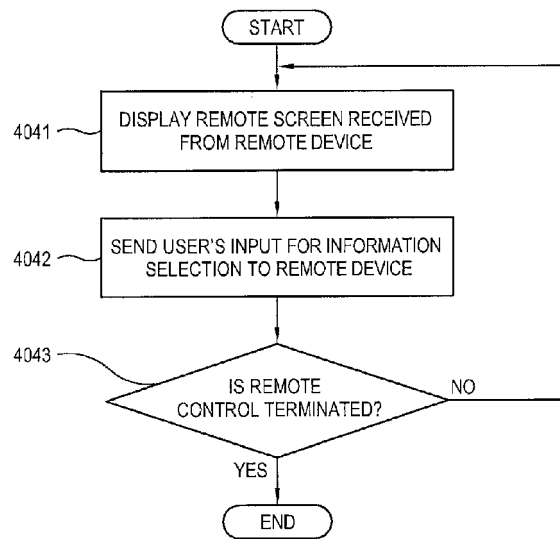 START
4041
DISPLAY REMOTE SCREEN RECEIVED
FROM REMOTE DEVICE
4042
SEND USER'S INPUT FOR INFORMATION
SELECTION TO REMOTE DEVICE
4043
IS REMOTE
CONTROL TERMINATED?
NO
YES
END